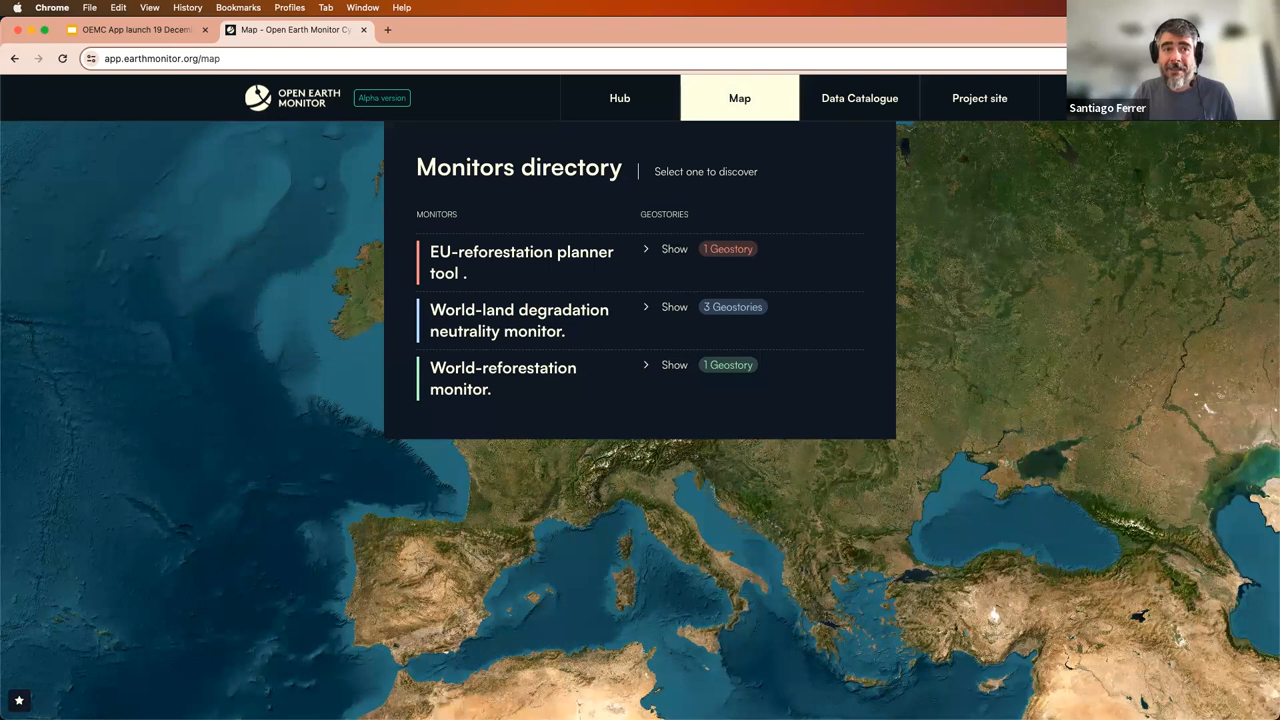 Chrome File Edit View History Bookmarks Profiles Tab Window Help
OEMC App launch 19 Decem
Map - Open Earth Monitor Cy
app.earthmonitor.org/map
OPEN EARTH
MONITOR
Alpha version
Hub
Map
Data Catalogue
Project site
Santiago Ferrer
Monitors directory
Select one to discover
MONITORS
GEOSTORIES
EU-reforestation planner
tool .
Show 1 Geostory
World-land degradation
neutrality monitor.
Show 3 Geostories
World-reforestation
monitor.
Show 1 Geostory